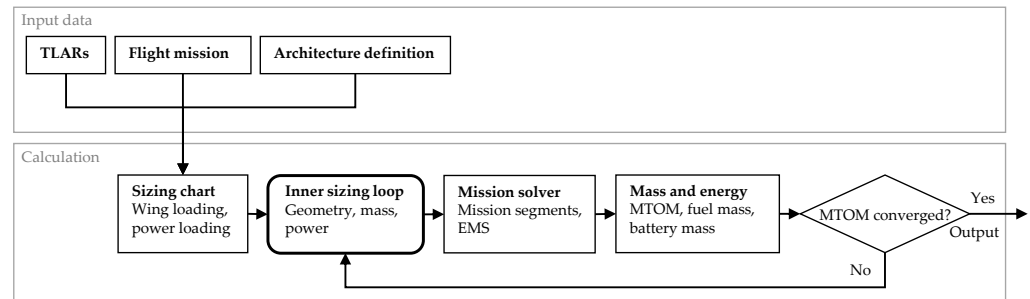 Input data
TLARs
Flight mission
Architecture definition
Calculation
Sizing chart
Wing loading,
power loading
Inner sizing loop
Geometry, mass,
power
Mission solver
Mission segments,
EMS
Mass and energy
MTOM, fuel mass,
battery mass
MTOM converged?
Yes
Output
No